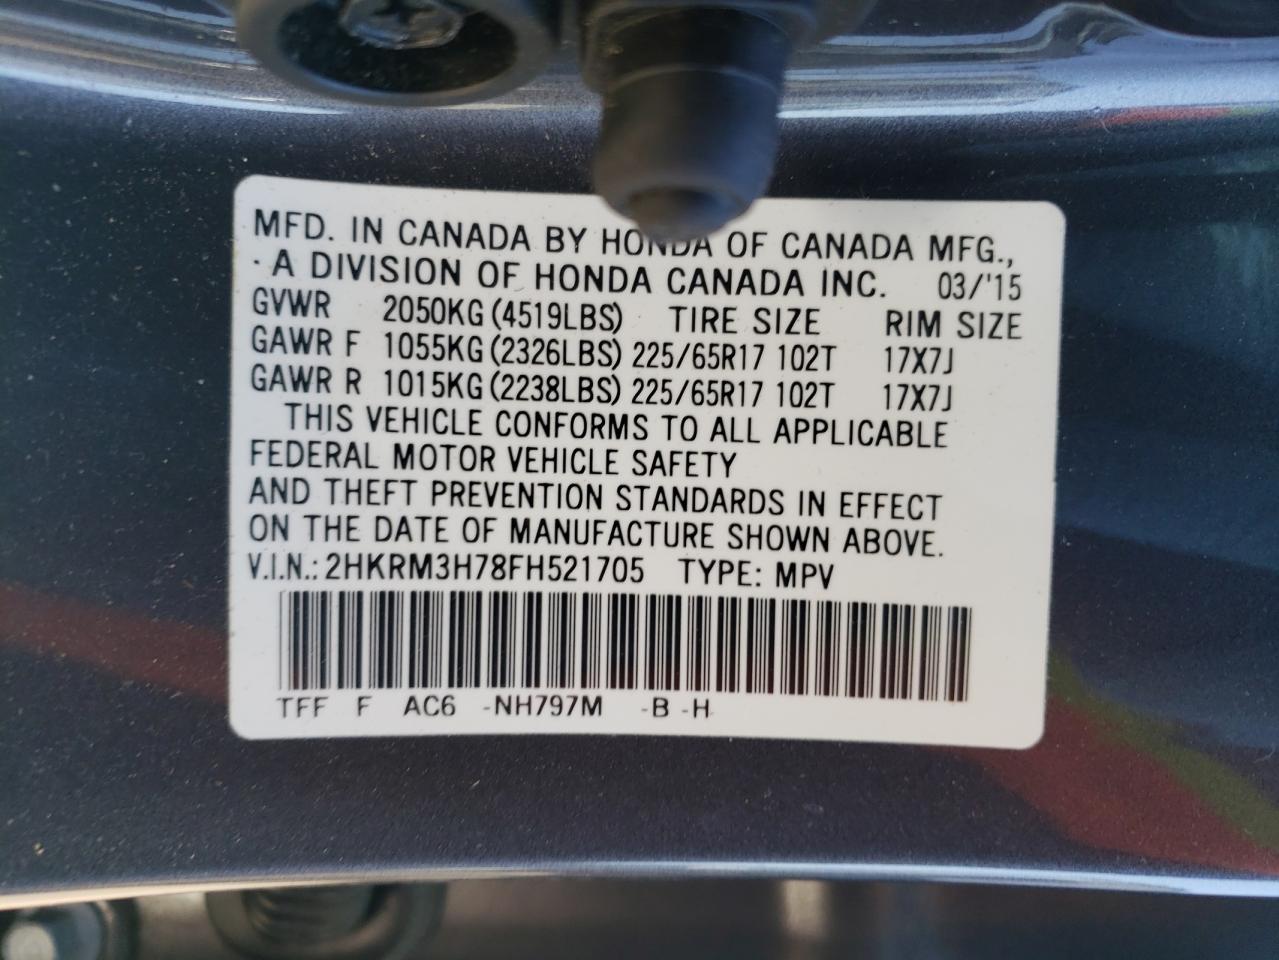 MFD. IN CANADA BY HONDA OF CANADA MFG.,
· A DIVISION OF HONDA CANADA INC. 03/'15
GVWR 2050KG (4519LBS) TIRE SIZE RIM SIZE
GAWR F 1055KG (2326LBS) 225/65R17 102T 17X7J
GAWR R 1015KG (2238LBS) 225/65R17 102T 17X7J
THIS VEHICLE CONFORMS TO ALL APPLICABLE
FEDERAL MOTOR VEHICLE SAFETY
AND THEFT PREVENTION STANDARDS IN EFFECT
ON THE DATE OF MANUFACTURE SHOWN ABOVE.
V.I.N.: 2HKRM3H78FH521705 TYPE: MPV
TFF F AC6 -NH797M -B -H